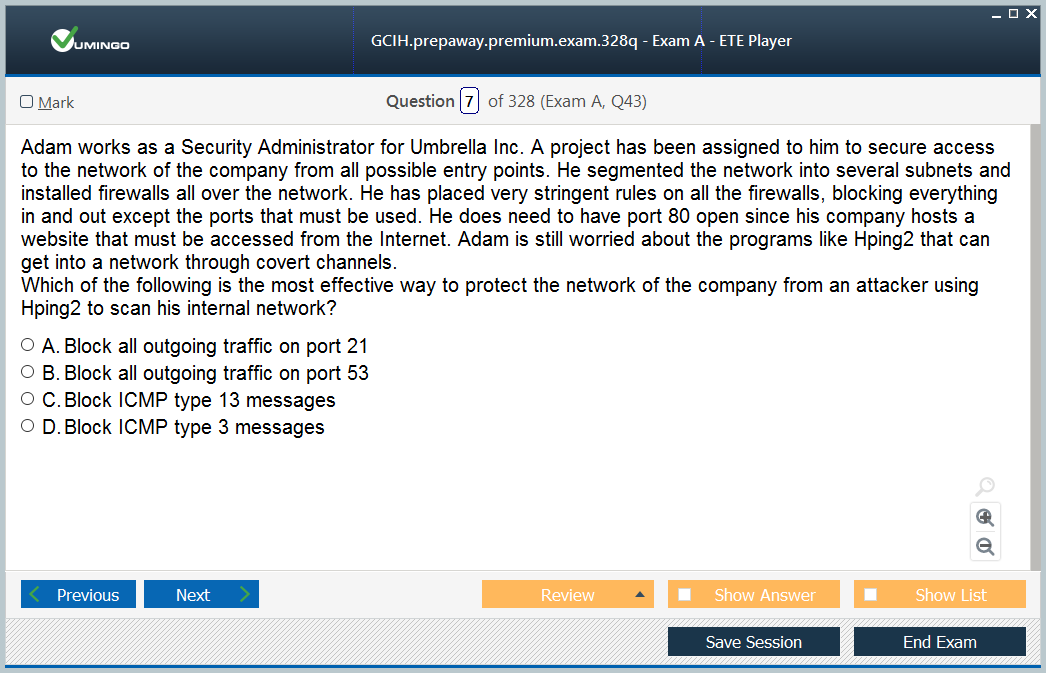 VUMINGO
GCIH.prepaway.premium.exam.328q - Exam A - ETE Player
Mark
Question 7 of 328 (Exam A, Q43)
Adam works as a Security Administrator for Umbrella Inc. A project has been assigned to him to secure access
to the network of the company from all possible entry points. He segmented the network into several subnets and
installed firewalls all over the network. He has placed very stringent rules on all the firewalls, blocking everything
in and out except the ports that must be used. He does need to have port 80 open since his company hosts a
website that must be accessed from the Internet. Adam is still worried about the programs like Hping2 that can
get into a network through covert channels.
Which of the following is the most effective way to protect the network of the company from an attacker using
Hping2 to scan his internal network?
A. Block all outgoing traffic on port 21
B. Block all outgoing traffic on port 53
C. Block ICMP type 13 messages
D. Block ICMP type 3 messages
Previous Next Review Show Answer Show List
Save Session End Exam